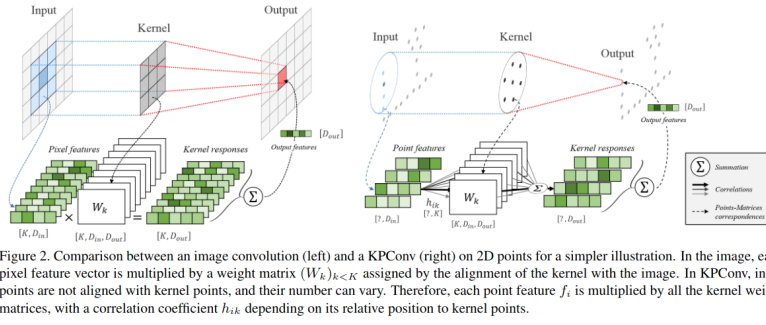 Input
Kernel
Output
[D_out]
Output features
Pixel features
Kernel responses
W_k
Σ
×
=
[K, D_in]
[K, D_in, D_out]
[K, D_out]
Input
Kernel
Output
[D_out]
Output features
Point features
Kernel responses
h_ik
[?, K]
W_k
Σ
Σ
[?, D_in]
[K, D_in, D_out]
[?, D_out]
Σ Summation
Correlations
Points-Matrices
correspondences
Figure 2. Comparison between an image convolution (left) and a KPConv (right) on 2D points for a simpler illustration. In the image, ea
pixel feature vector is multiplied by a weight matrix (W_k)_{k<K} assigned by the alignment of the kernel with the image. In KPConv, in
points are not aligned with kernel points, and their number can vary. Therefore, each point feature f_i is multiplied by all the kernel wei
matrices, with a correlation coefficient h_ik depending on its relative position to kernel points.